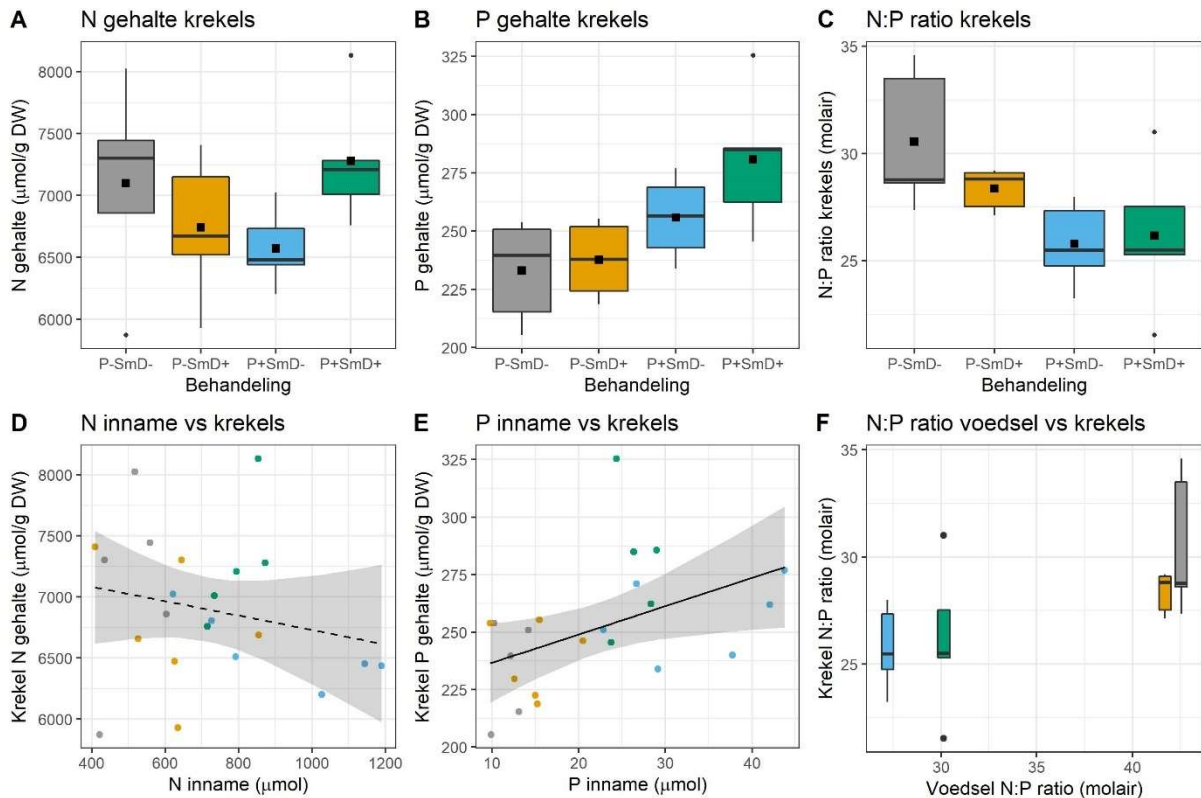 A N gehalte krekels
N gehalte (μmol/g DW)
8000
7500
7000
6500
6000
P-SmD- P-SmD+ P+SmD- P+SmD+
Behandeling
B P gehalte krekels
P gehalte (μmol/g DW)
325
300
275
250
225
200
P-SmD- P-SmD+ P+SmD- P+SmD+
Behandeling
C N:P ratio krekels
N:P ratio krekels (molair)
35
30
25
P-SmD- P-SmD+ P+SmD- P+SmD+
Behandeling
D N inname vs krekels
Krekel N gehalte (μmol/g DW)
8000
7500
7000
6500
6000
400 600 800 1000 1200
N inname (μmol)
E P inname vs krekels
Krekel P gehalte (μmol/g DW)
325
300
275
250
225
200
10 20 30 40
P inname (μmol)
F N:P ratio voedsel vs krekels
Krekel N:P ratio (molair)
35
30
25
30 35 40
Voedsel N:P ratio (molair)